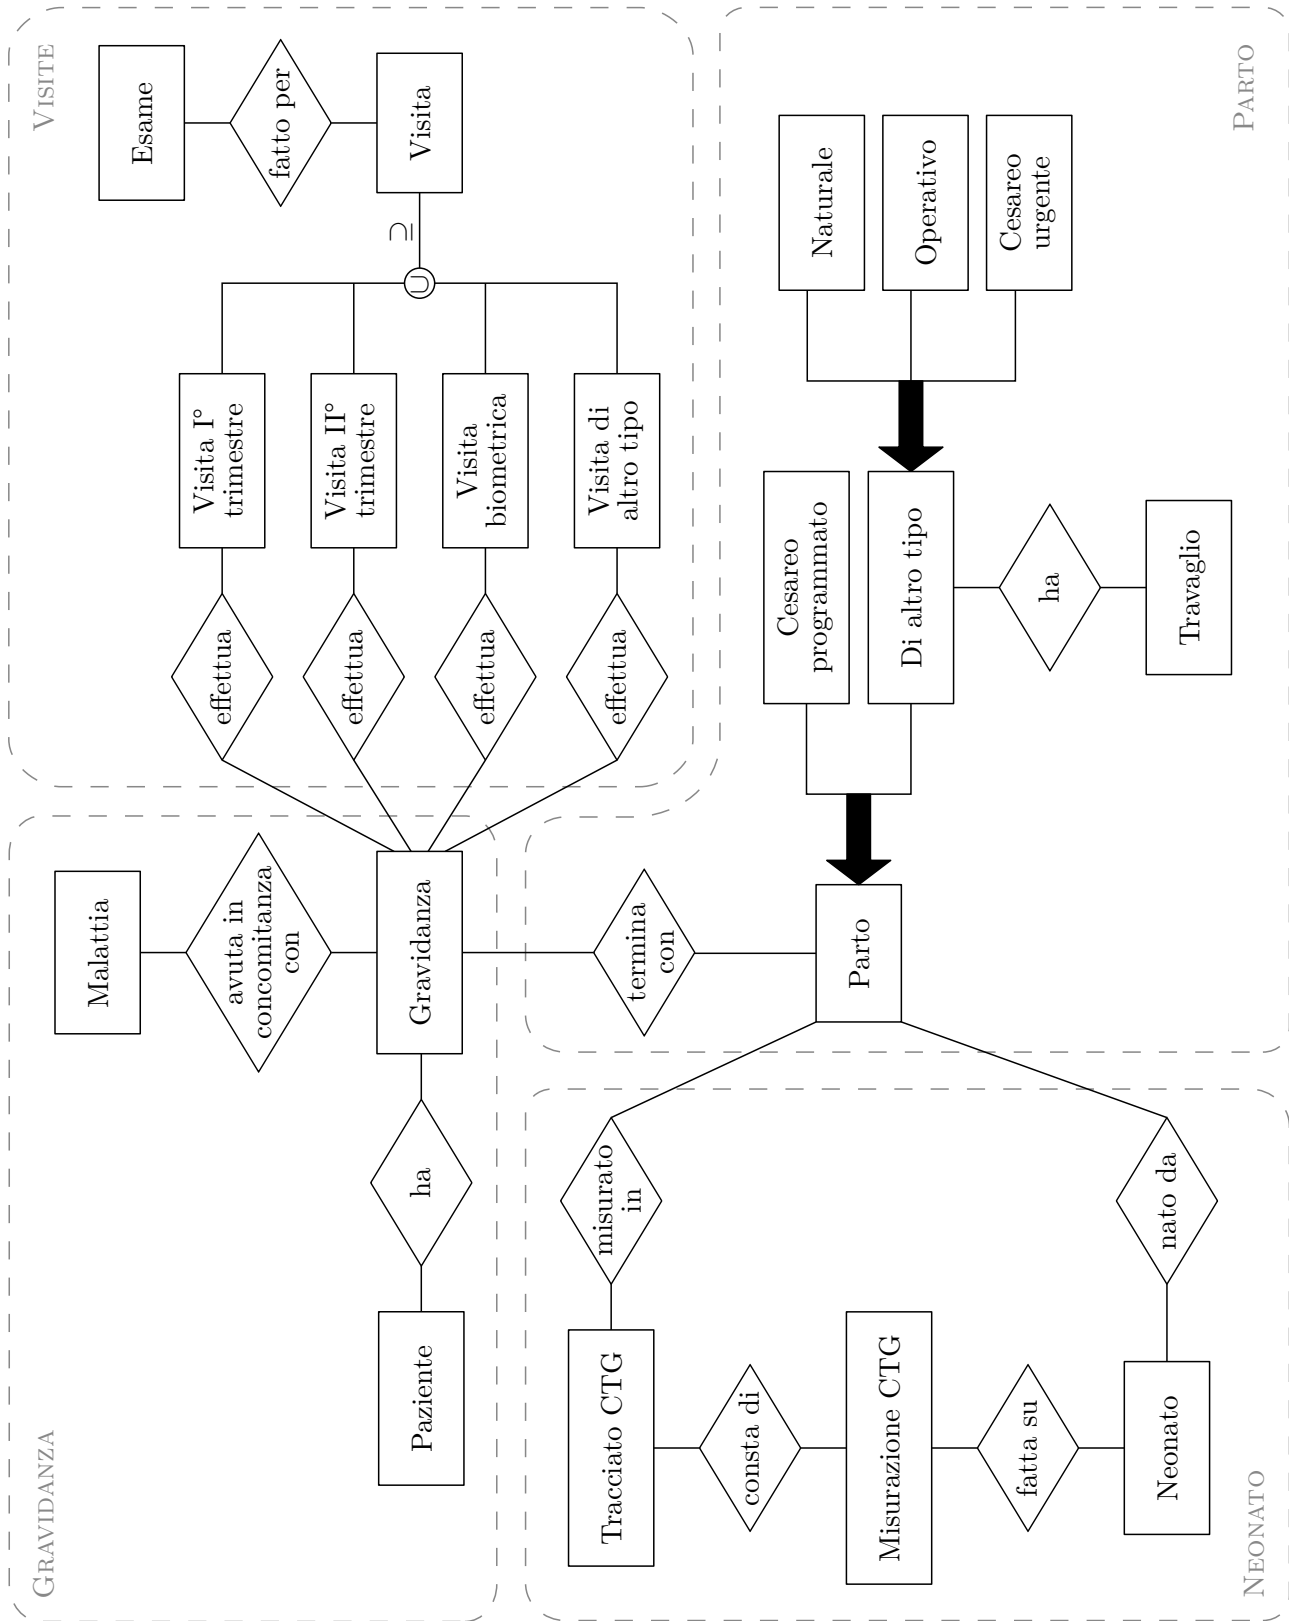 GRAVIDANZA
Malattia
avuta in
concomitanza
con
Paziente
ha
Gravidanza
VISITE
effettua
Visita I°
trimestre
effettua
Visita II°
trimestre
effettua
Visita
biometrica
effettua
Visita di
altro tipo
∪
⊇
Esame
fatto per
Visita
NEONATO
Tracciato CTG
misurato
in
consta di
Misurazione CTG
fatta su
Neonato
nato da
PARTO
termina
con
Parto
Cesareo
programmato
Di altro tipo
ha
Travaglio
Naturale
Operativo
Cesareo
urgente